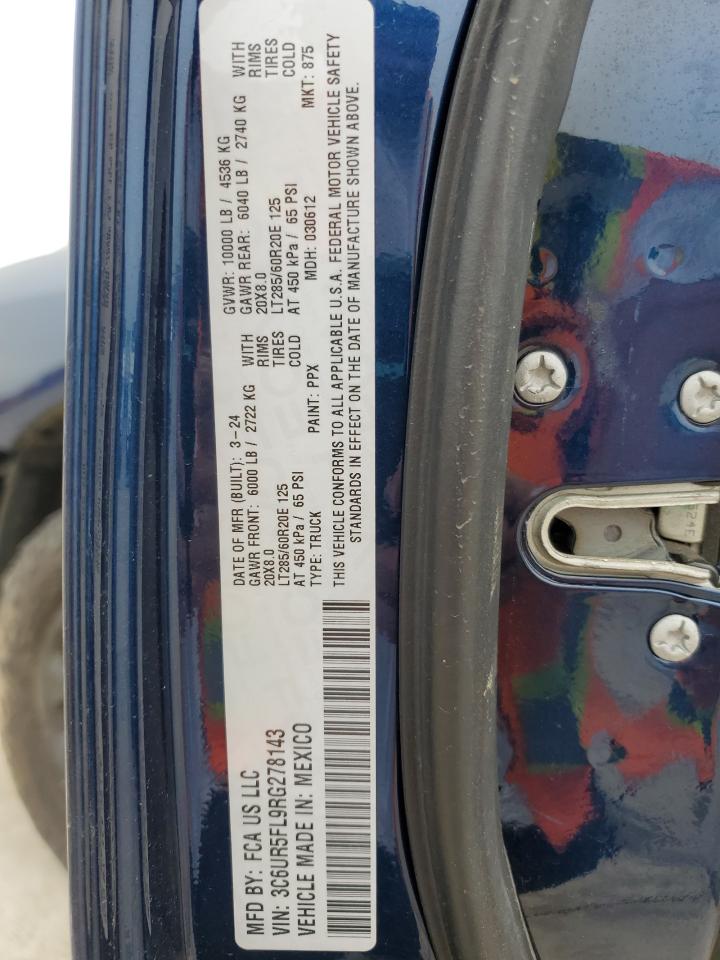 MFD BY: FCA US LLC
DATE OF MFR (BUILT): 3-24
GVWR: 10000 LB / 4536 KG
VIN: 3C6UR5FL9RG278143
GAWR FRONT: 6000 LB / 2722 KG WITH
GAWR REAR: 6040 LB / 2740 KG WITH
VEHICLE MADE IN: MEXICO
20X8.0 RIMS
20X8.0 RIMS
LT285/60R20E 125 TIRES
LT285/60R20E 125 TIRES
AT 450 kPa / 65 PSI COLD
AT 450 kPa / 65 PSI COLD
TYPE: TRUCK PAINT: PPX MDH: 030612 MKT: 875
THIS VEHICLE CONFORMS TO ALL APPLICABLE U.S.A. FEDERAL MOTOR VEHICLE SAFETY
STANDARDS IN EFFECT ON THE DATE OF MANUFACTURE SHOWN ABOVE.